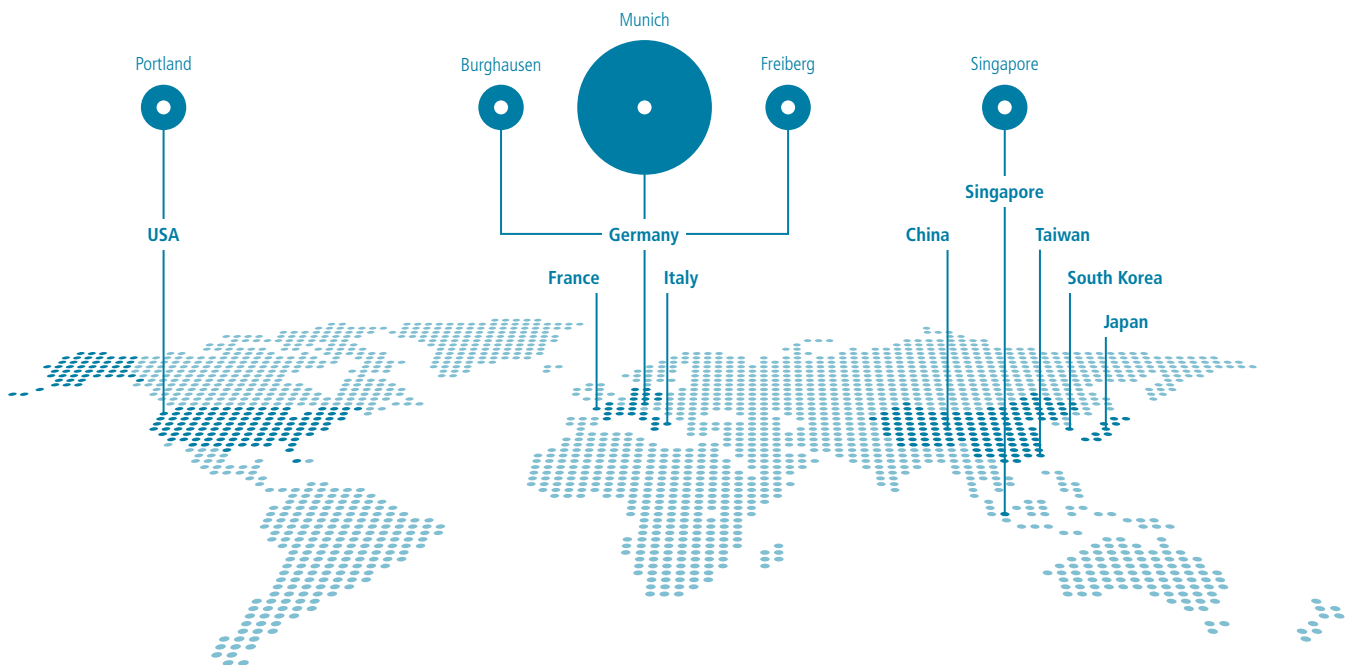 Munich
Portland
Burghausen
Freiberg
Singapore
Singapore
USA
Germany
China
Taiwan
France
Italy
South Korea
Japan